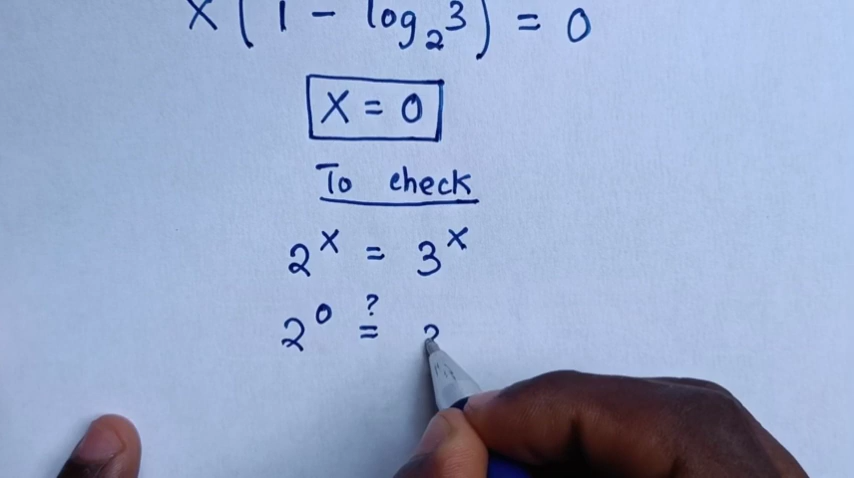 x(1 - log₂3) = 0
x = 0
To check
2ˣ = 3ˣ
2⁰ ≟